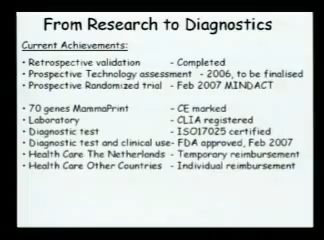 From Research to Diagnostics
Current Achievements:
• Retrospective validation - Completed
• Prospective Technology assessment - 2006, to be finalised
• Prospective Randomized trial - Feb 2007 MINDACT
• 70 genes MammaPrint - CE marked
• Laboratory - CLIA registered
• Diagnostic test - ISO17025 certified
• Diagnostic test and clinical use- FDA approved, Feb 2007
• Health Care The Netherlands - Temporary reimbursement
• Health Care Other Countries - Individual reimbursement